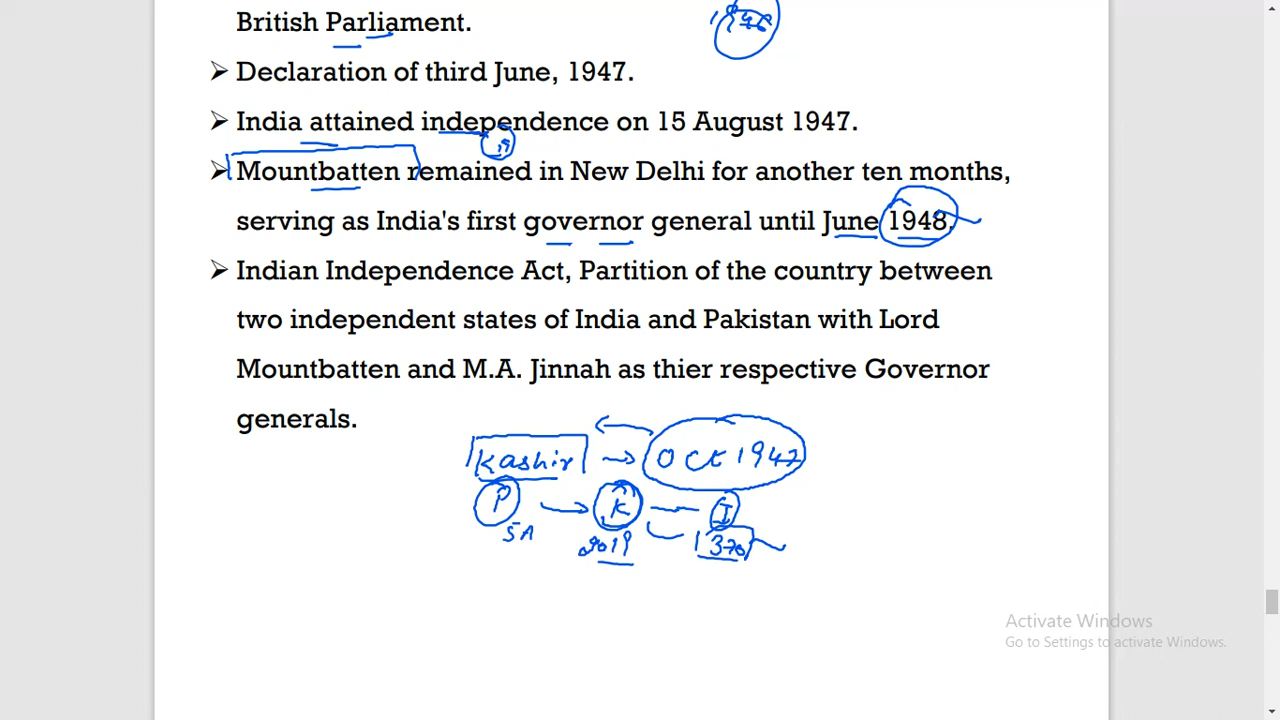 British Parliament.
1946
➢ Declaration of third June, 1947.
➢ India attained independence on 15 August 1947.
➢ Mountbatten remained in New Delhi for another ten months,
serving as India's first governor general until June 1948.
➢ Indian Independence Act, Partition of the country between
two independent states of India and Pakistan with Lord
Mountbatten and M.A. Jinnah as thier respective Governor
generals.
Kashir → OCt 1947
P → K — I
5A 2019 370
Activate Windows
Go to Settings to activate Windows.